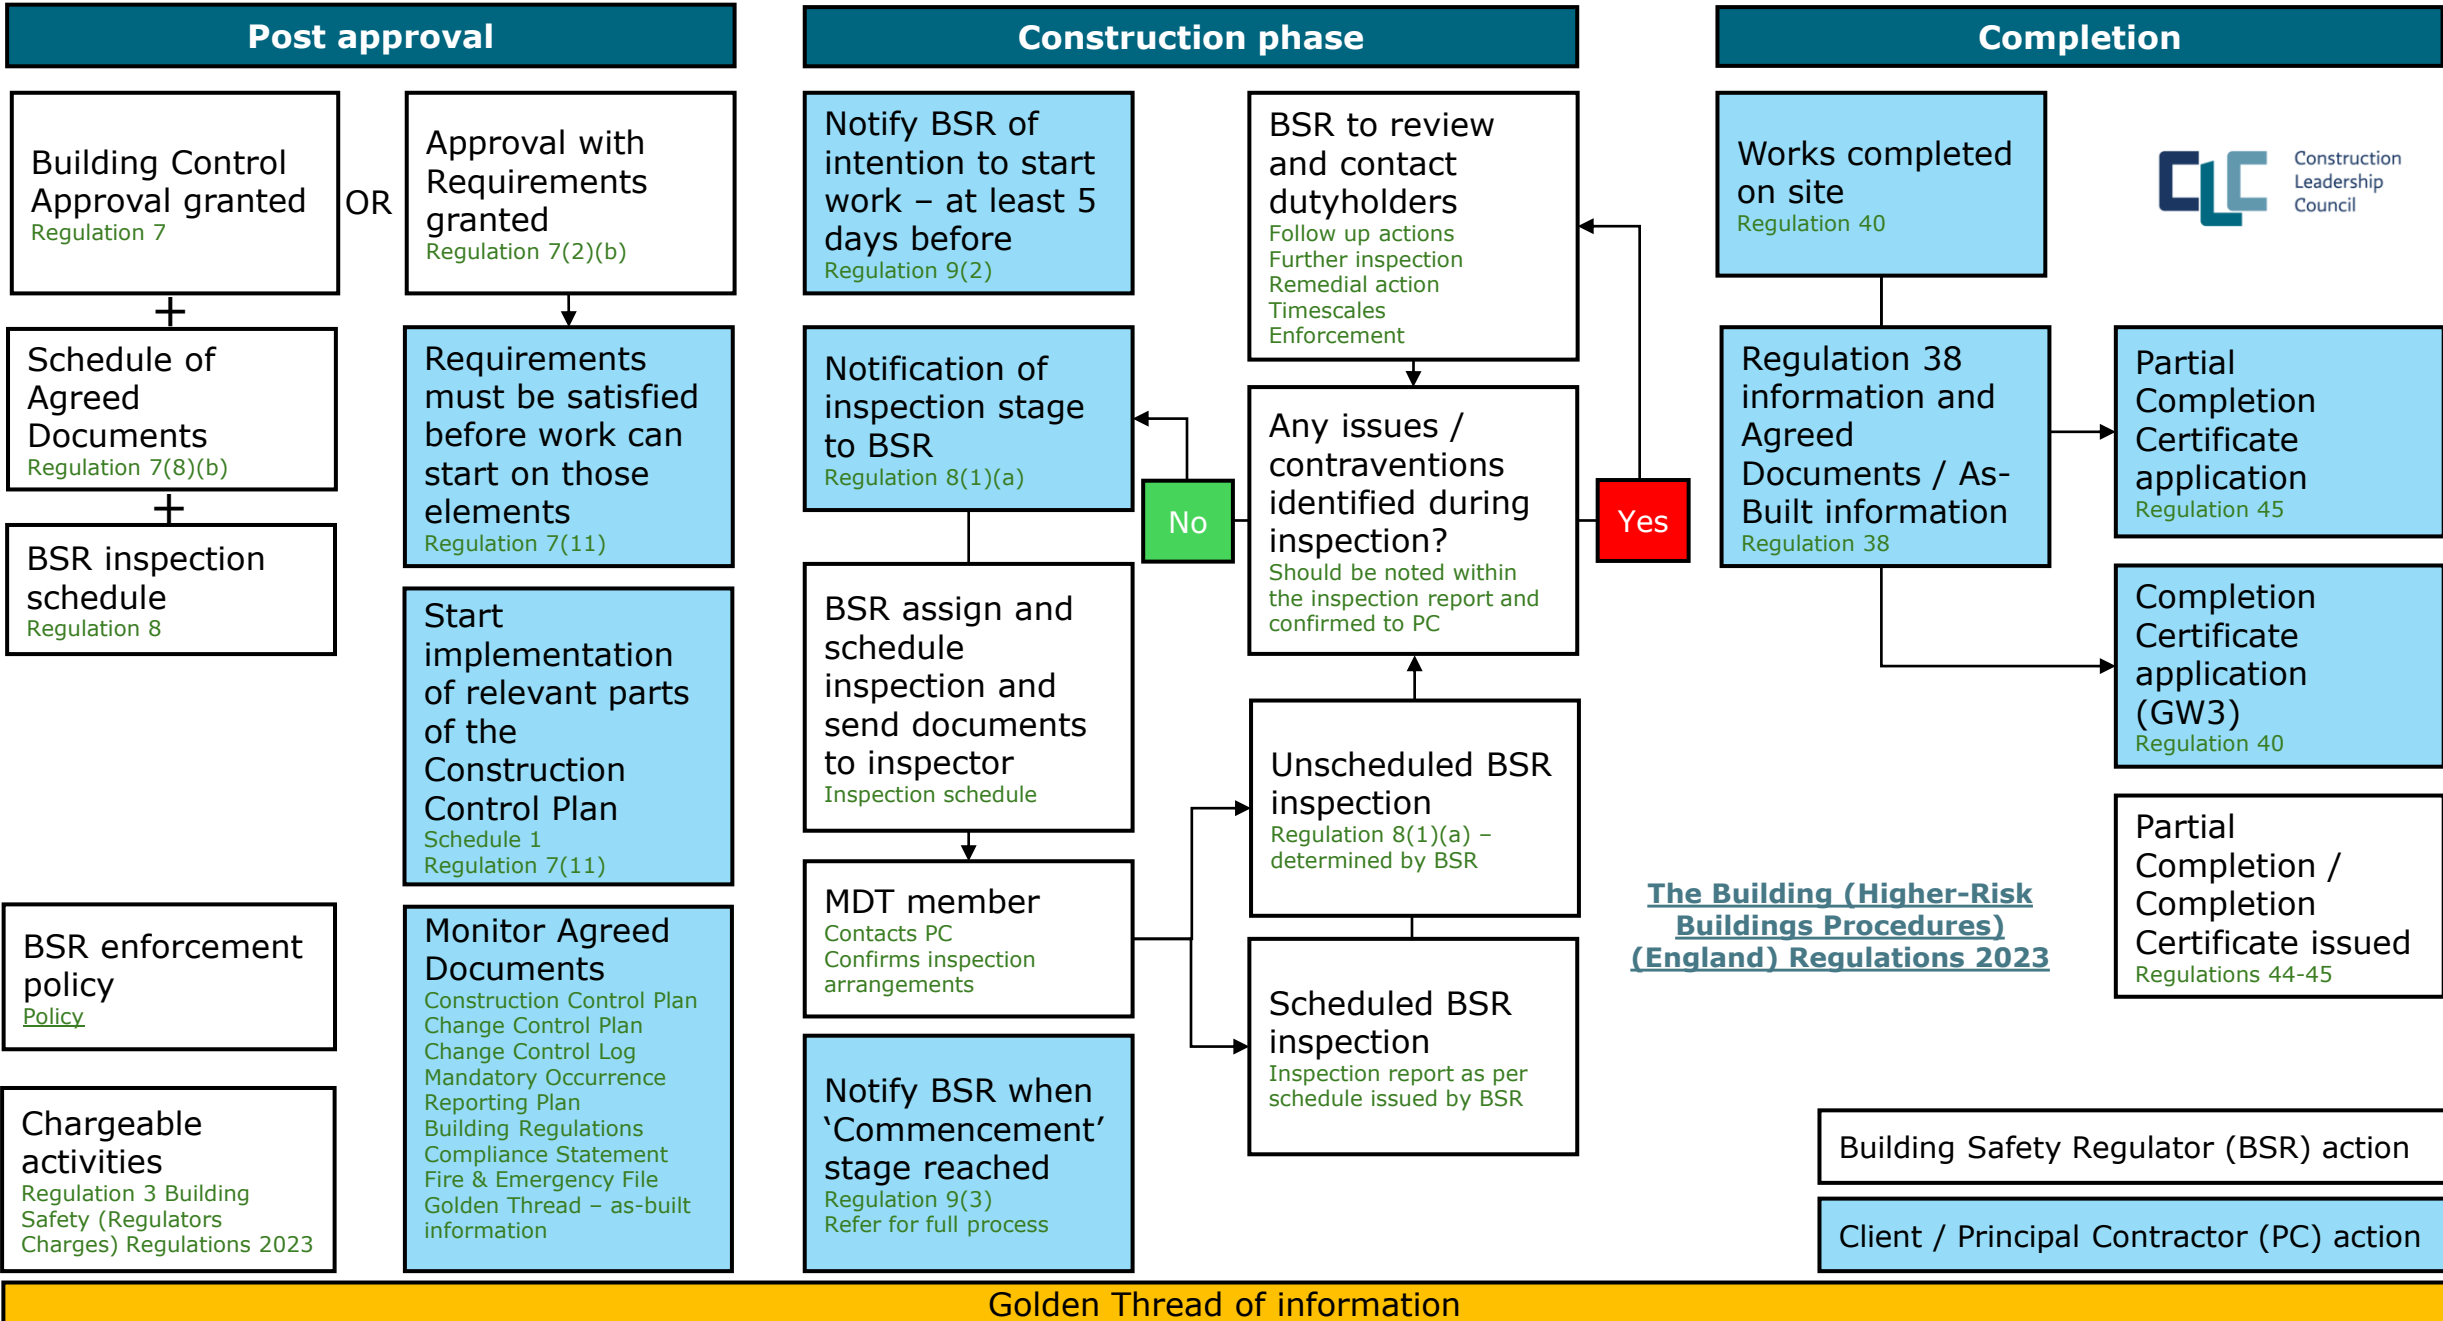 Post approval
Building Control
Approval granted
Regulation 7
OR
Approval with
Requirements
granted
Regulation 7(2)(b)
+
Schedule of
Agreed
Documents
Regulation 7(8)(b)
+
BSR inspection
schedule
Regulation 8
Requirements
must be satisfied
before work can
start on those
elements
Regulation 7(11)
Start
implementation
of relevant parts
of the
Construction
Control Plan
Schedule 1
Regulation 7(11)
BSR enforcement
policy
Policy
Monitor Agreed
Documents
Construction Control Plan
Change Control Plan
Change Control Log
Mandatory Occurrence
Reporting Plan
Building Regulations
Compliance Statement
Fire & Emergency File
Golden Thread – as-built
information
Chargeable
activities
Regulation 3 Building
Safety (Regulators
Charges) Regulations 2023
Construction phase
Notify BSR of
intention to start
work – at least 5
days before
Regulation 9(2)
Notification of
inspection stage
to BSR
Regulation 8(1)(a)
BSR assign and
schedule
inspection and
send documents
to inspector
Inspection schedule
MDT member
Contacts PC
Confirms inspection
arrangements
Notify BSR when
‘Commencement’
stage reached
Regulation 9(3)
Refer for full process
BSR to review
and contact
dutyholders
Follow up actions
Further inspection
Remedial action
Timescales
Enforcement
No
Any issues /
contraventions
identified during
inspection?
Should be noted within
the inspection report and
confirmed to PC
Yes
Unscheduled BSR
inspection
Regulation 8(1)(a) –
determined by BSR
Scheduled BSR
inspection
Inspection report as per
schedule issued by BSR
Completion
Works completed
on site
Regulation 40
CLC
Construction
Leadership
Council
Regulation 38
information and
Agreed
Documents / As-
Built information
Regulation 38
Partial
Completion
Certificate
application
Regulation 45
Completion
Certificate
application
(GW3)
Regulation 40
Partial
Completion /
Completion
Certificate issued
Regulations 44-45
The Building (Higher-Risk
Buildings Procedures)
(England) Regulations 2023
Building Safety Regulator (BSR) action
Client / Principal Contractor (PC) action
Golden Thread of information